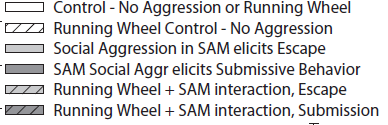 Control - No Aggression or Running Wheel
Running Wheel Control - No Aggression
Social Aggression in SAM elicits Escape
SAM Social Aggr elicits Submissive Behavior
Running Wheel + SAM interaction, Escape
Running Wheel + SAM interaction, Submission